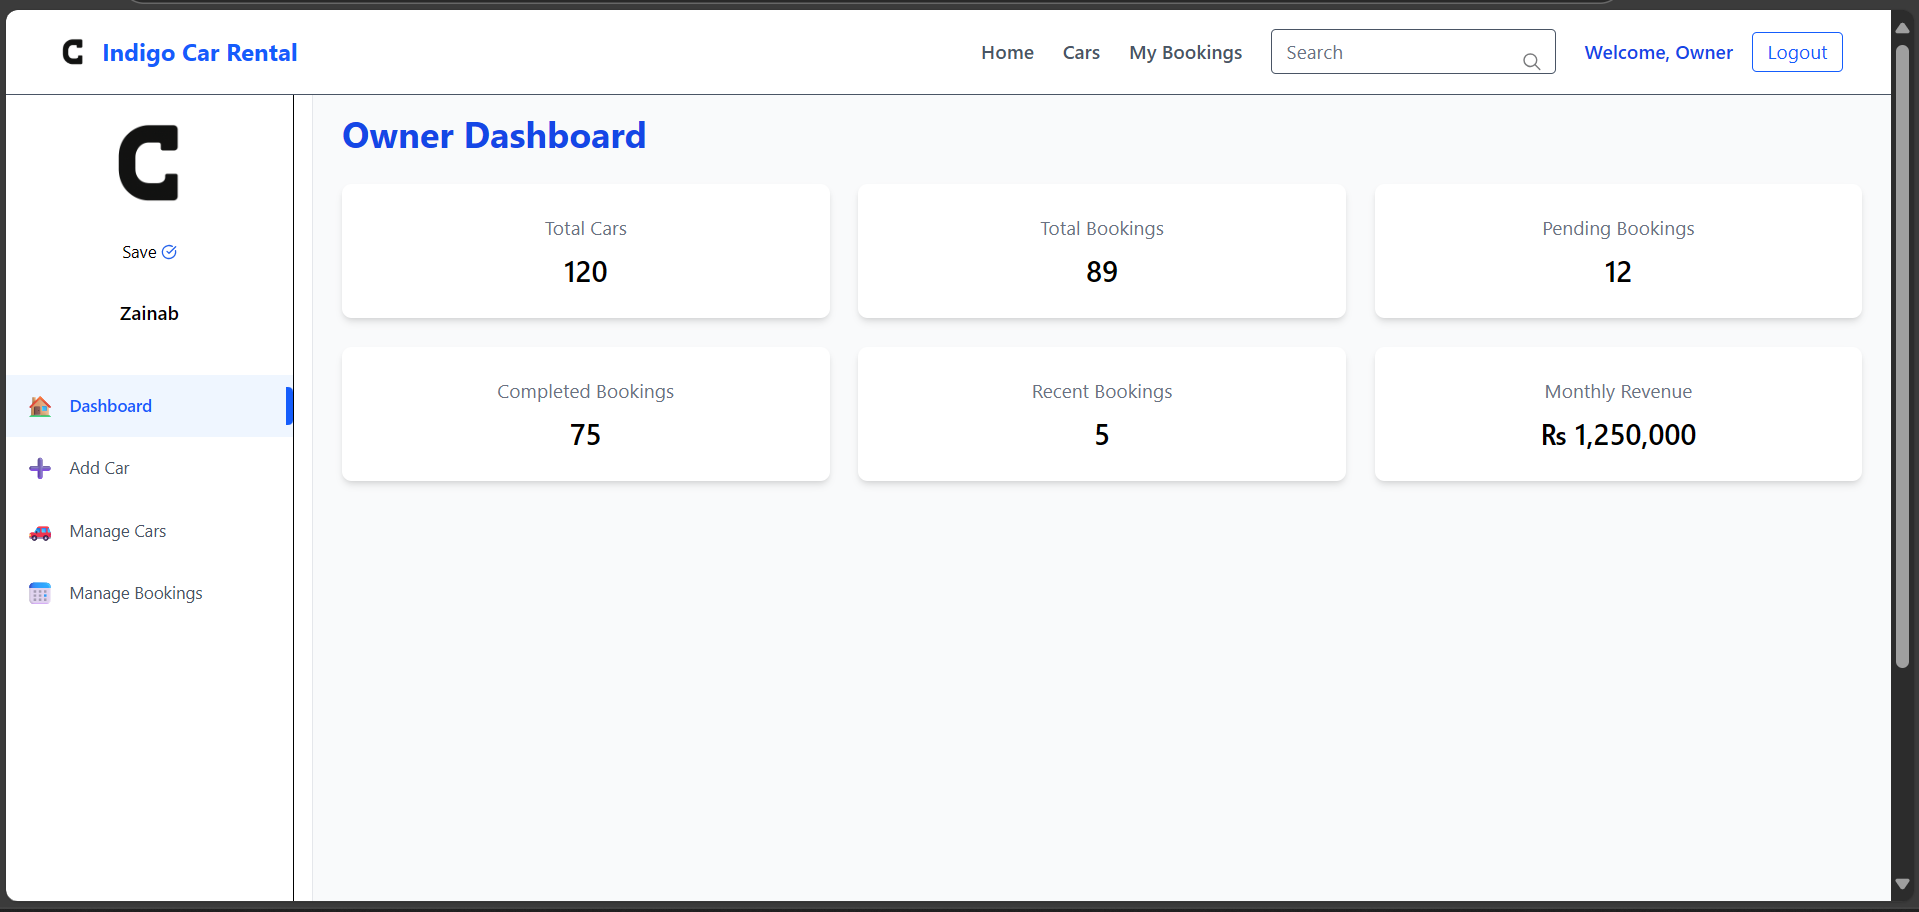 Indigo Car Rental
Home Cars My Bookings Search Welcome, Owner Logout
Save
Zainab
Dashboard
Add Car
Manage Cars
Manage Bookings
Owner Dashboard
Total Cars
120
Total Bookings
89
Pending Bookings
12
Completed Bookings
75
Recent Bookings
5
Monthly Revenue
₨ 1,250,000